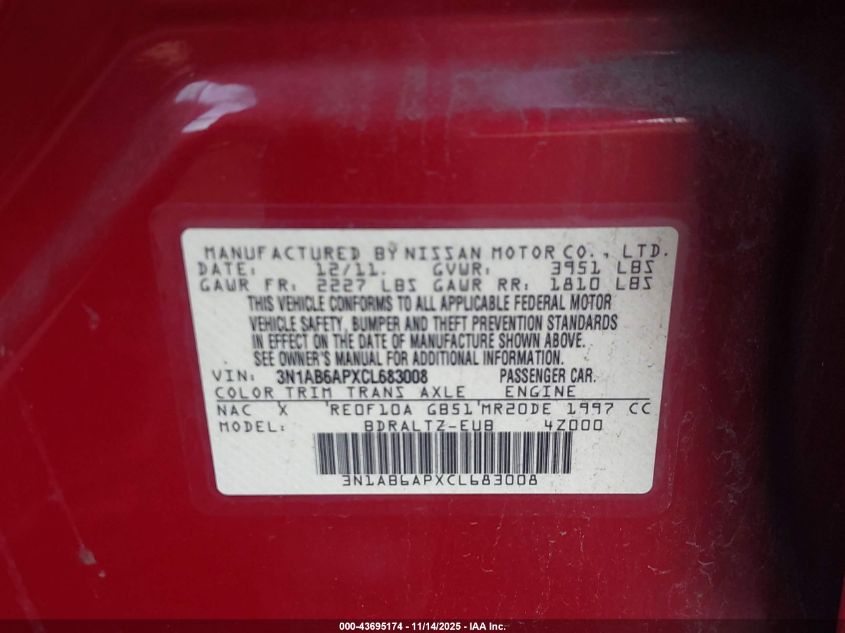 MANUFACTURED BY NISSAN MOTOR CO., LTD.
DATE: 12/11. GVWR: 3951 LBS
GAWR FR: 2227 LBS GAWR RR: 1810 LBS
THIS VEHICLE CONFORMS TO ALL APPLICABLE FEDERAL MOTOR
VEHICLE SAFETY, BUMPER AND THEFT PREVENTION STANDARDS
IN EFFECT ON THE DATE OF MANUFACTURE SHOWN ABOVE.
SEE OWNER'S MANUAL FOR ADDITIONAL INFORMATION.
VIN: 3N1AB6APXCL683008 PASSENGER CAR.
COLOR TRIM TRANS AXLE ENGINE
NAC X RE0F10A GB51 MR20DE 1997 CC
MODEL: BDRALTZ-EUB 4Z000
3N1AB6APXCL683008
000-43695174 - 11/14/2025 - IAA Inc.